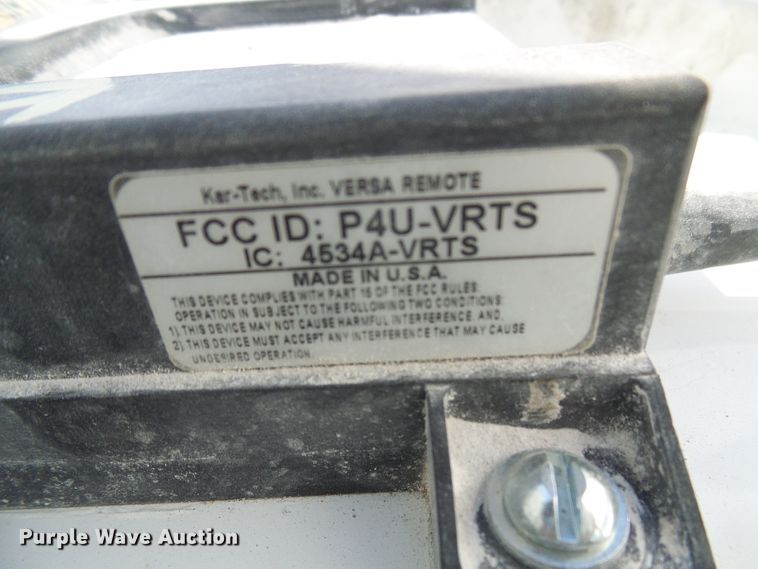 Kar-Tech, Inc. VERSA REMOTE
FCC ID: P4U-VRTS
IC: 4534A-VRTS
MADE IN U.S.A.
THIS DEVICE COMPLIES WITH PART 15 OF THE FCC RULES:
OPERATION IN SUBJECT TO THE FOLLOWING TWO CONDITIONS:
1) THIS DEVICE MAY NOT CAUSE HARMFUL INTERFERENCE. AND,
2). THIS DEVICE MUST ACCEPT ANY INTERFERENCE THAT MAY CAUSE
UNDESIRED OPERATION.
Purple Wave Auction